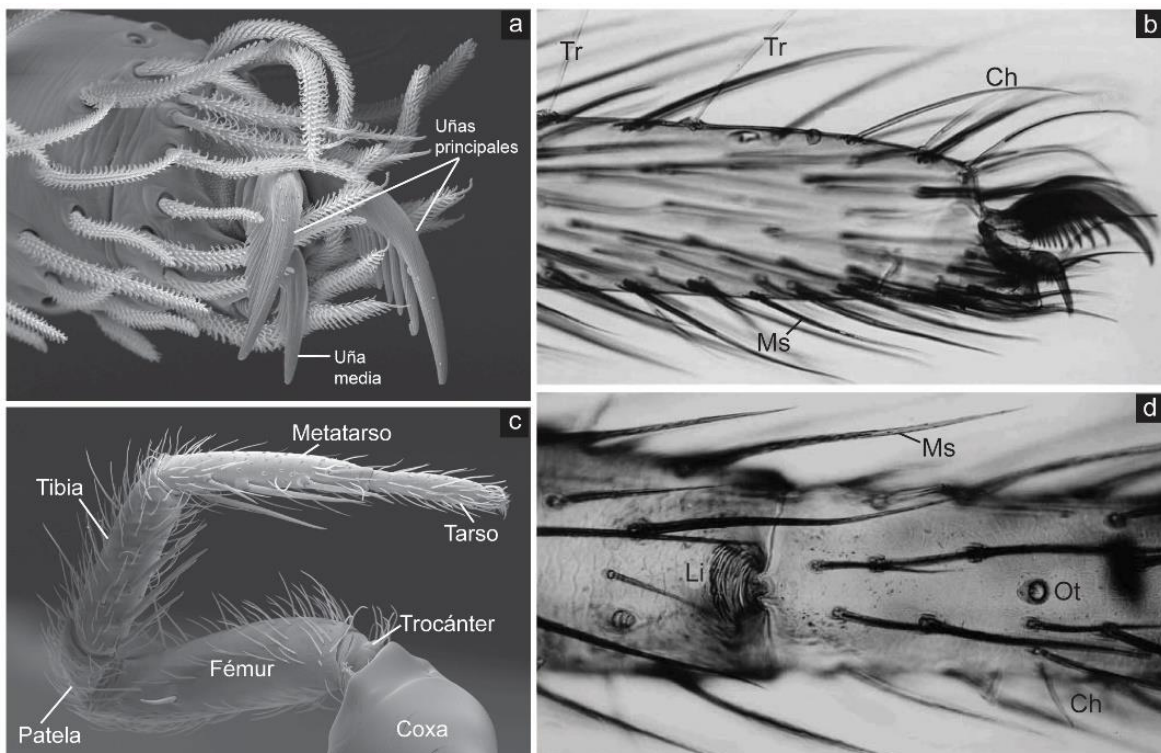 a
Uñas
principales
Uña
media
b
Tr
Tr
Ch
Ms
c
Metatarso
Tibia
Tarso
Trocánter
Fémur
Patela
Coxa
d
Ms
Li
Ot
Ch